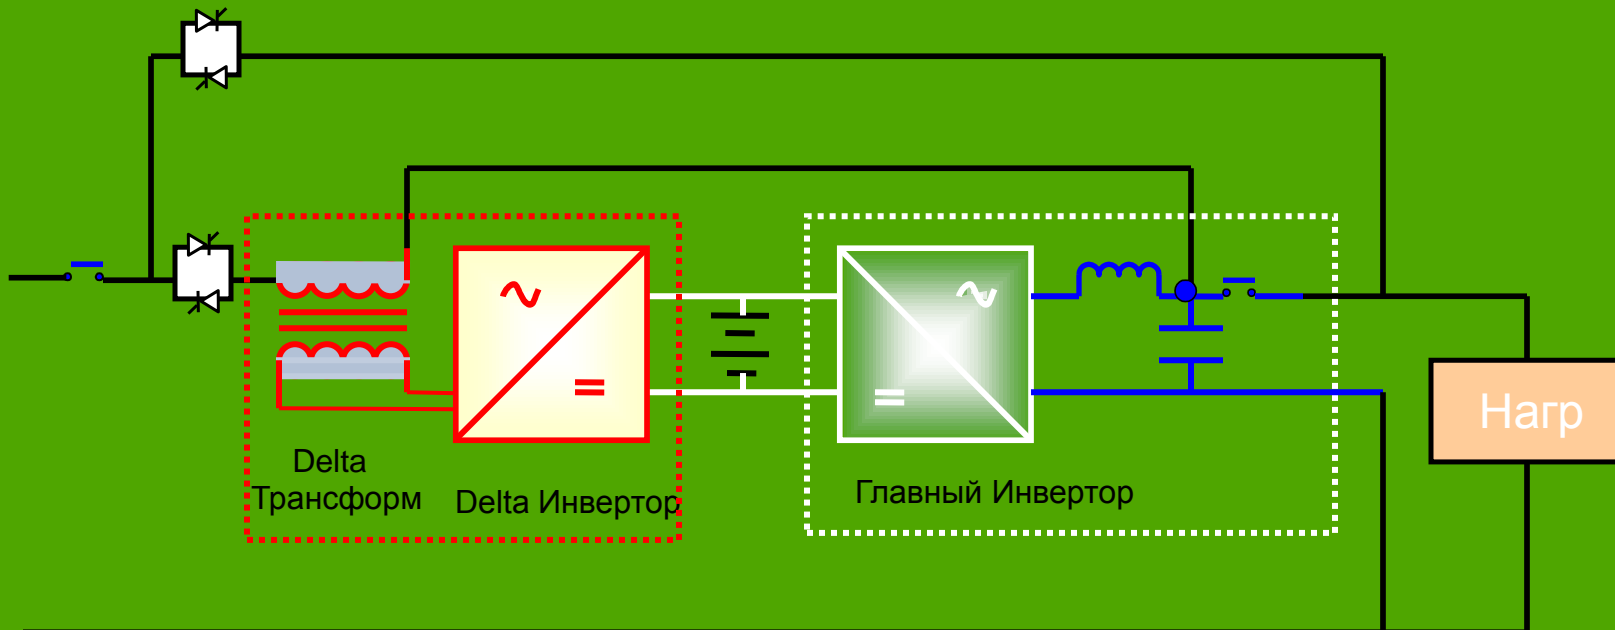 Delta
Трансформ
Delta Инвертор
Главный Инвертор
Нагр